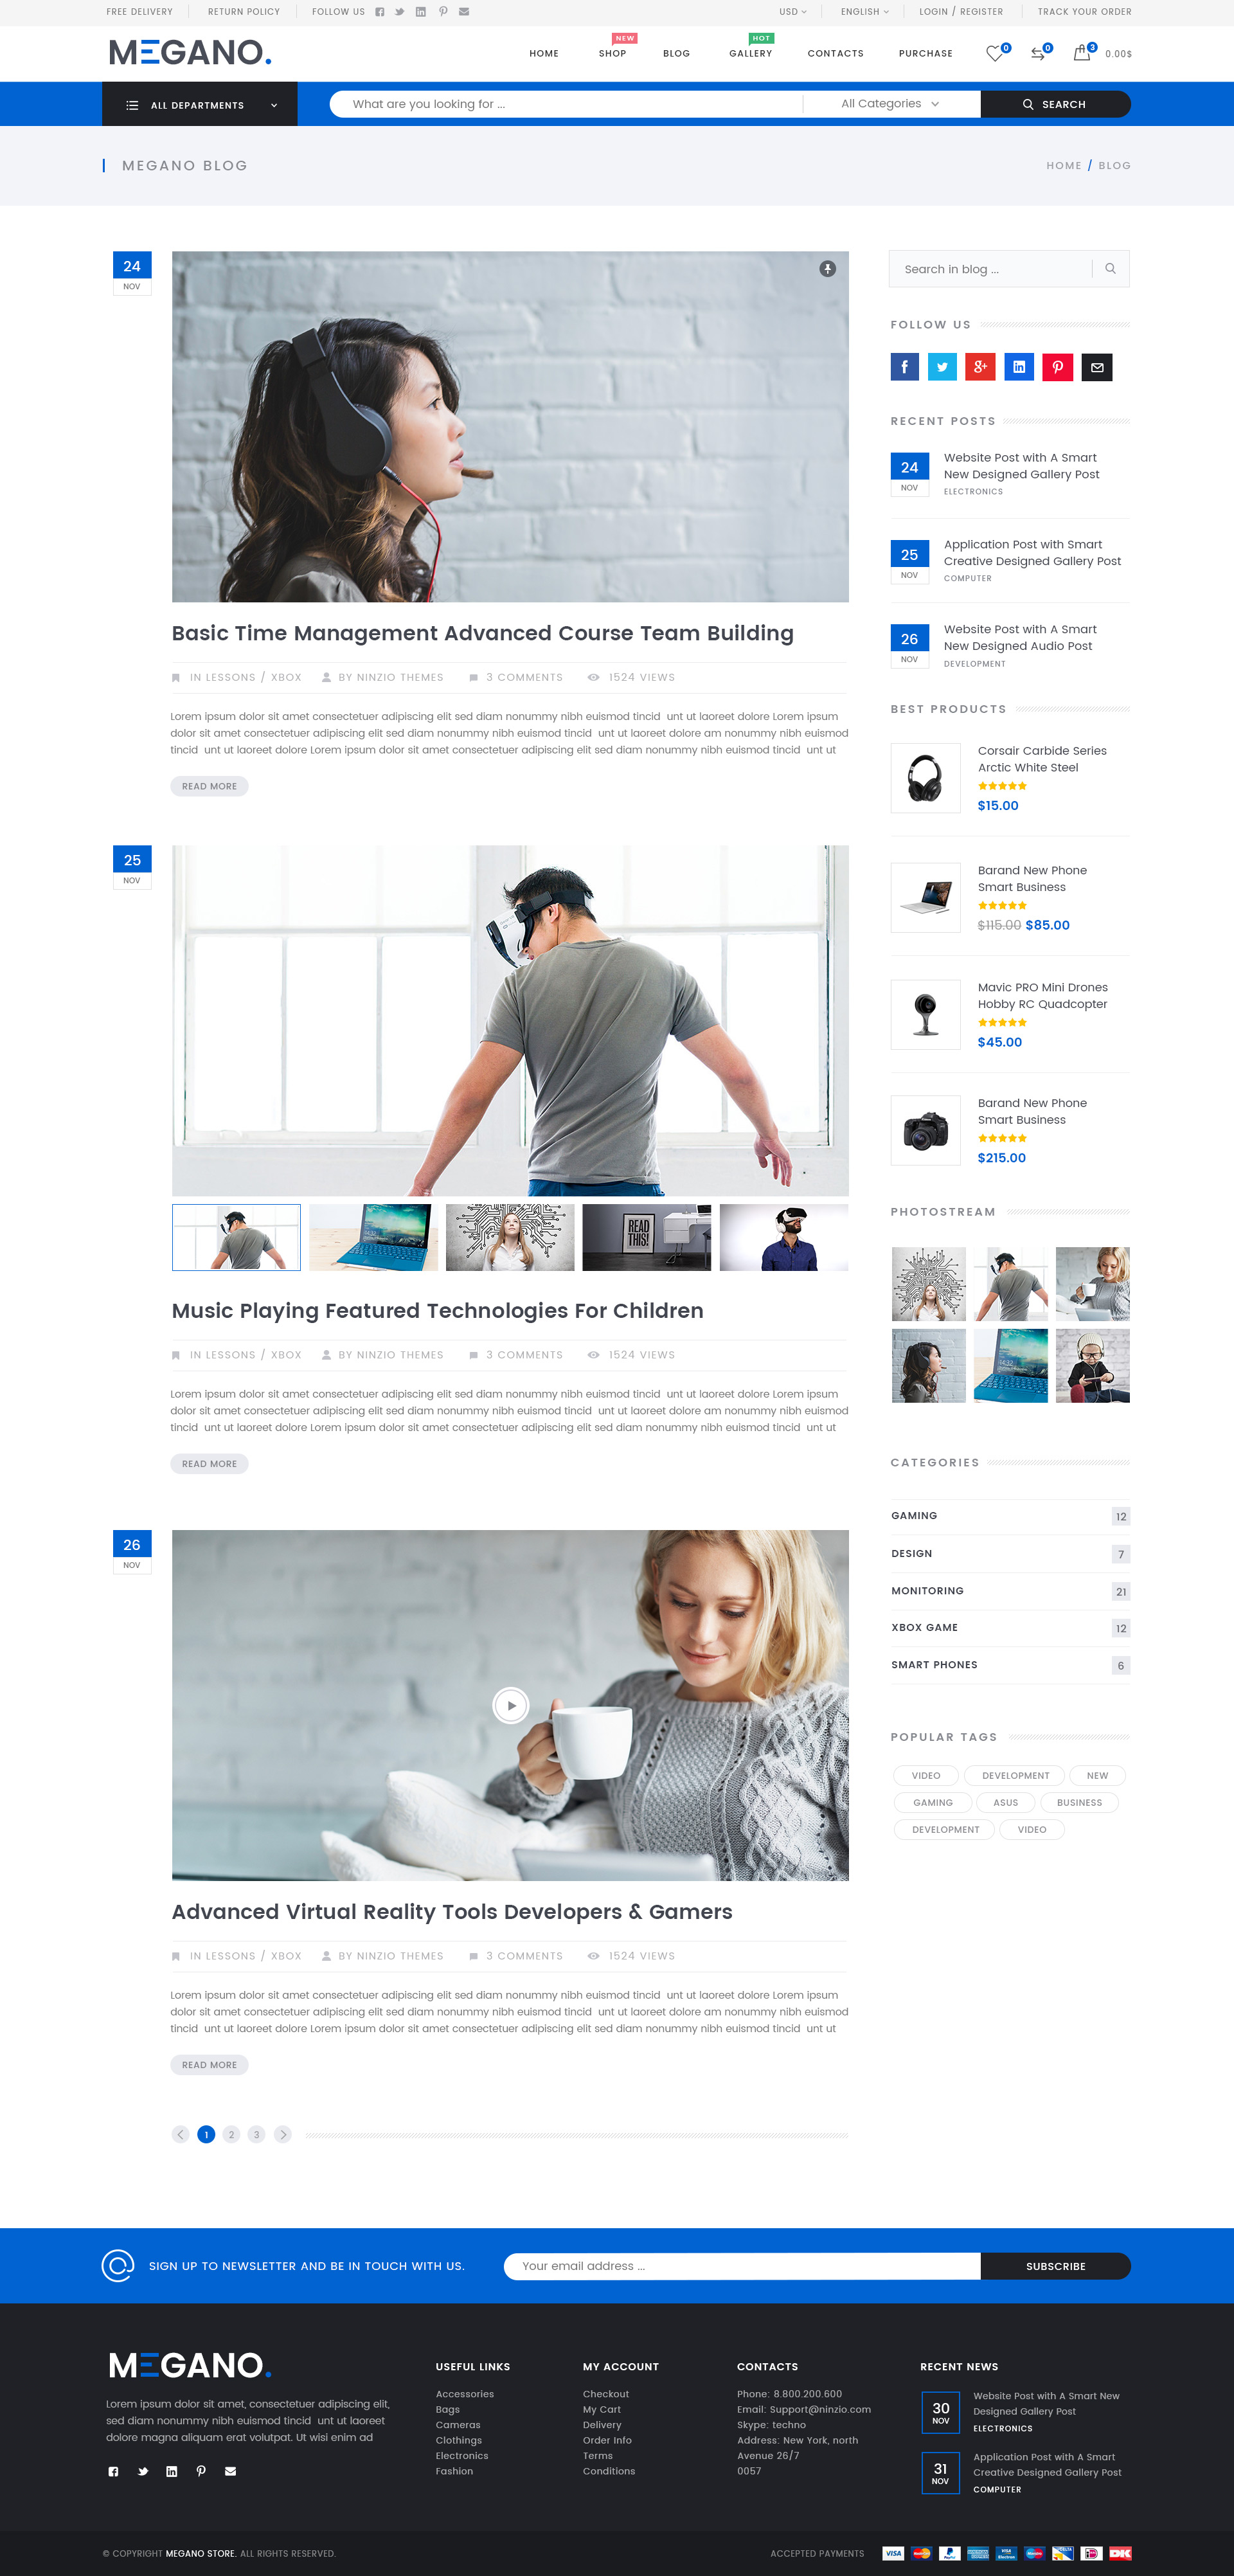 FREE DELIVERY
RETURN POLICY
FOLLOW US
USD
ENGLISH
LOGIN / REGISTER
TRACK YOUR ORDER
MEGANO.
HOME
SHOP
NEW
BLOG
GALLERY
HOT
CONTACTS
PURCHASE
0
0
3
0.00$
ALL DEPARTMENTS
What are you looking for ...
All Categories
SEARCH
MEGANO BLOG
HOME / BLOG
24
NOV
Basic Time Management Advanced Course Team Building
IN LESSONS / XBOX
BY NINZIO THEMES
3 COMMENTS
1524 VIEWS
Lorem ipsum dolor sit amet consectetuer adipiscing elit sed diam nonummy nibh euismod tincid unt ut laoreet dolore Lorem ipsum
dolor sit amet consectetuer adipiscing elit sed diam nonummy nibh euismod tincid unt ut laoreet dolore am nonummy nibh euismod
tincid unt ut laoreet dolore Lorem ipsum dolor sit amet consectetuer adipiscing elit sed diam nonummy nibh euismod tincid unt ut
READ MORE
25
NOV
READ
THIS!
Music Playing Featured Technologies For Children
IN LESSONS / XBOX
BY NINZIO THEMES
3 COMMENTS
1524 VIEWS
Lorem ipsum dolor sit amet consectetuer adipiscing elit sed diam nonummy nibh euismod tincid unt ut laoreet dolore Lorem ipsum
dolor sit amet consectetuer adipiscing elit sed diam nonummy nibh euismod tincid unt ut laoreet dolore am nonummy nibh euismod
tincid unt ut laoreet dolore Lorem ipsum dolor sit amet consectetuer adipiscing elit sed diam nonummy nibh euismod tincid unt ut
READ MORE
26
NOV
Advanced Virtual Reality Tools Developers & Gamers
IN LESSONS / XBOX
BY NINZIO THEMES
3 COMMENTS
1524 VIEWS
Lorem ipsum dolor sit amet consectetuer adipiscing elit sed diam nonummy nibh euismod tincid unt ut laoreet dolore Lorem ipsum
dolor sit amet consectetuer adipiscing elit sed diam nonummy nibh euismod tincid unt ut laoreet dolore am nonummy nibh euismod
tincid unt ut laoreet dolore Lorem ipsum dolor sit amet consectetuer adipiscing elit sed diam nonummy nibh euismod tincid unt ut
READ MORE
1
2
3
Search in blog ...
FOLLOW US
RECENT POSTS
24
NOV
Website Post with A Smart
New Designed Gallery Post
ELECTRONICS
25
NOV
Application Post with Smart
Creative Designed Gallery Post
COMPUTER
26
NOV
Website Post with A Smart
New Designed Audio Post
DEVELOPMENT
BEST PRODUCTS
Corsair Carbide Series
Arctic White Steel
$15.00
Barand New Phone
Smart Business
$115.00 $85.00
Mavic PRO Mini Drones
Hobby RC Quadcopter
$45.00
Barand New Phone
Smart Business
$215.00
PHOTOSTREAM
CATEGORIES
GAMING
12
DESIGN
7
MONITORING
21
XBOX GAME
12
SMART PHONES
6
POPULAR TAGS
VIDEO
DEVELOPMENT
NEW
GAMING
ASUS
BUSINESS
DEVELOPMENT
VIDEO
SIGN UP TO NEWSLETTER AND BE IN TOUCH WITH US.
Your email address ...
SUBSCRIBE
MEGANO.
Lorem ipsum dolor sit amet, consectetuer adipiscing elit,
sed diam nonummy nibh euismod tincid unt ut laoreet
dolore magna aliquam erat volutpat. Ut wisi enim ad
USEFUL LINKS
Accessories
Bags
Cameras
Clothings
Electronics
Fashion
MY ACCOUNT
Checkout
My Cart
Delivery
Order Info
Terms
Conditions
CONTACTS
Phone: 8.800.200.600
Email: Support@ninzio.com
Skype: techno
Address: New York, north
Avenue 26/7
0057
RECENT NEWS
30
NOV
Website Post with A Smart New
Designed Gallery Post
ELECTRONICS
31
NOV
Application Post with A Smart
Creative Designed Gallery Post
COMPUTER
© COPYRIGHT MEGANO STORE. ALL RIGHTS RESERVED.
ACCEPTED PAYMENTS
VISA